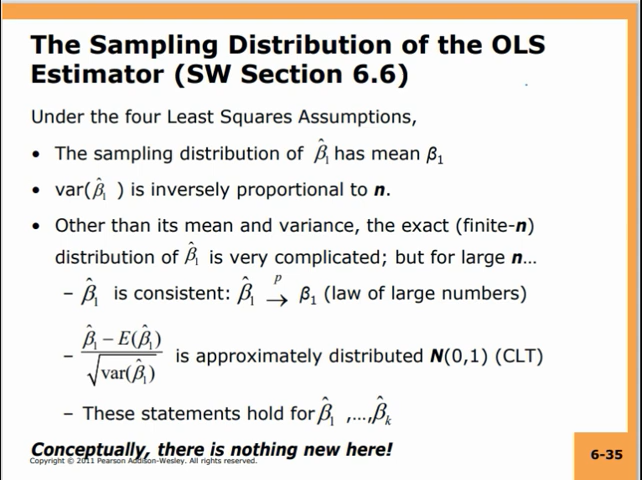 The Sampling Distribution of the OLS
Estimator (SW Section 6.6)
Under the four Least Squares Assumptions,
• The sampling distribution of β̂₁ has mean β₁
• var(β̂₁ ) is inversely proportional to n.
• Other than its mean and variance, the exact (finite-n)
distribution of β̂₁ is very complicated; but for large n…
– β̂₁ is consistent: β̂₁ →ᵖ β₁ (law of large numbers)
– (β̂₁ − E(β̂₁))/√var(β̂₁) is approximately distributed N(0,1) (CLT)
– These statements hold for β̂₁ ,…,β̂ₖ
Conceptually, there is nothing new here!
Copyright © 2011 Pearson Addison-Wesley. All rights reserved.
6-35